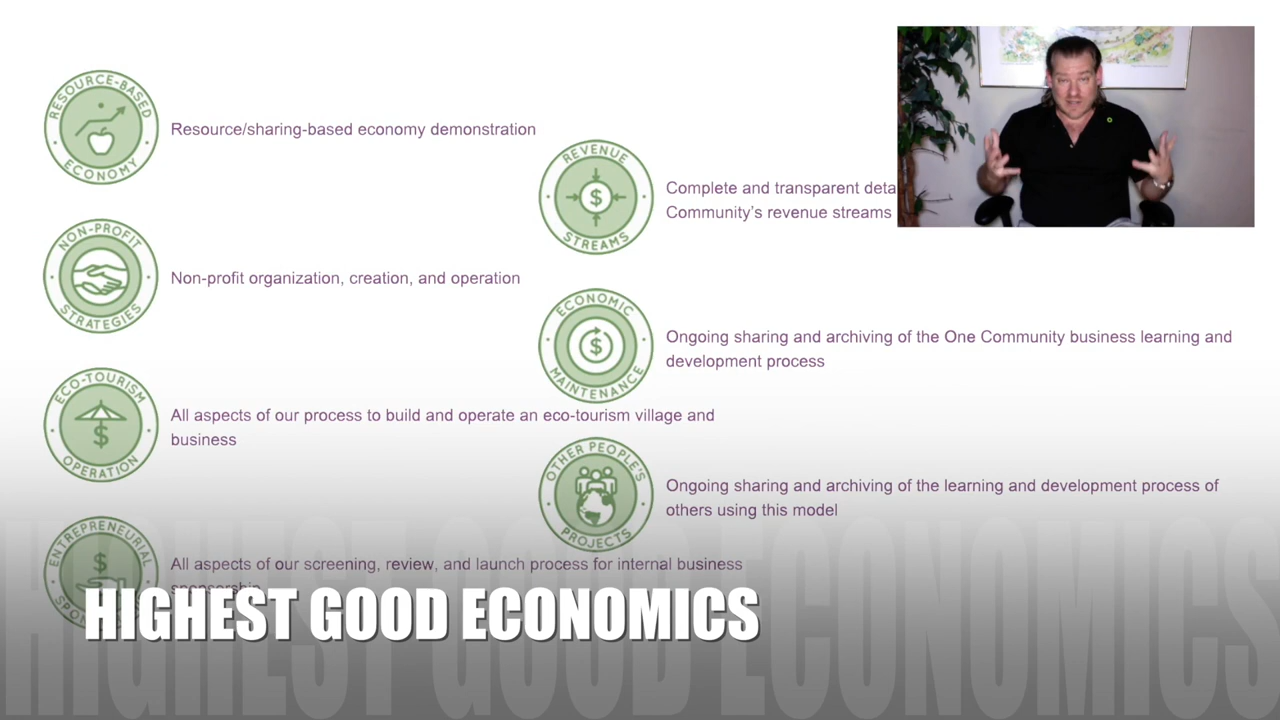 RESOURCE-BASED
ECONOMY
Resource/sharing-based economy demonstration
NON-PROFIT
STRATEGIES
Non-profit organization, creation, and operation
ECO-TOURISM
OPERATION
All aspects of our process to build and operate an eco-tourism village and
business
ENTREPRENEURIAL
All aspects of our screening, review, and launch process for internal business
sponsorship
REVENUE
STREAMS
Complete and transparent deta
Community's revenue streams
ECONOMIC
MAINTENANCE
Ongoing sharing and archiving of the One Community business learning and
development process
OTHER PEOPLE'S
PROJECTS
Ongoing sharing and archiving of the learning and development process of
others using this model
HIGHEST GOOD ECONOMICS
HIGHEST GOOD ECONOMICS